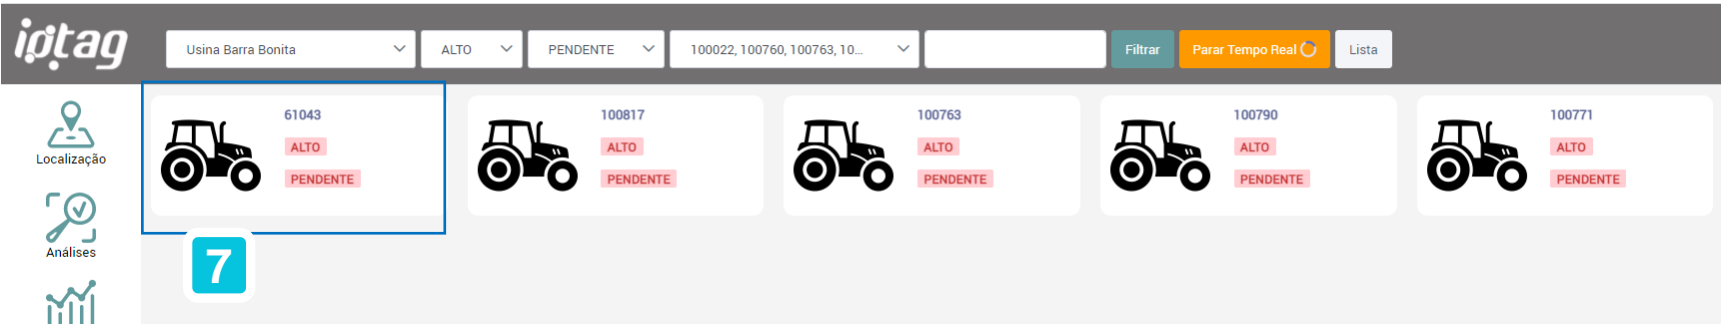 iotag
Usina Barra Bonita
ALTO
PENDENTE
100022, 100760, 100763, 10...
Filtrar
Parar Tempo Real
Lista
Localização
Análises
61043
ALTO
PENDENTE
100817
ALTO
PENDENTE
100763
ALTO
PENDENTE
100790
ALTO
PENDENTE
100771
ALTO
PENDENTE
7